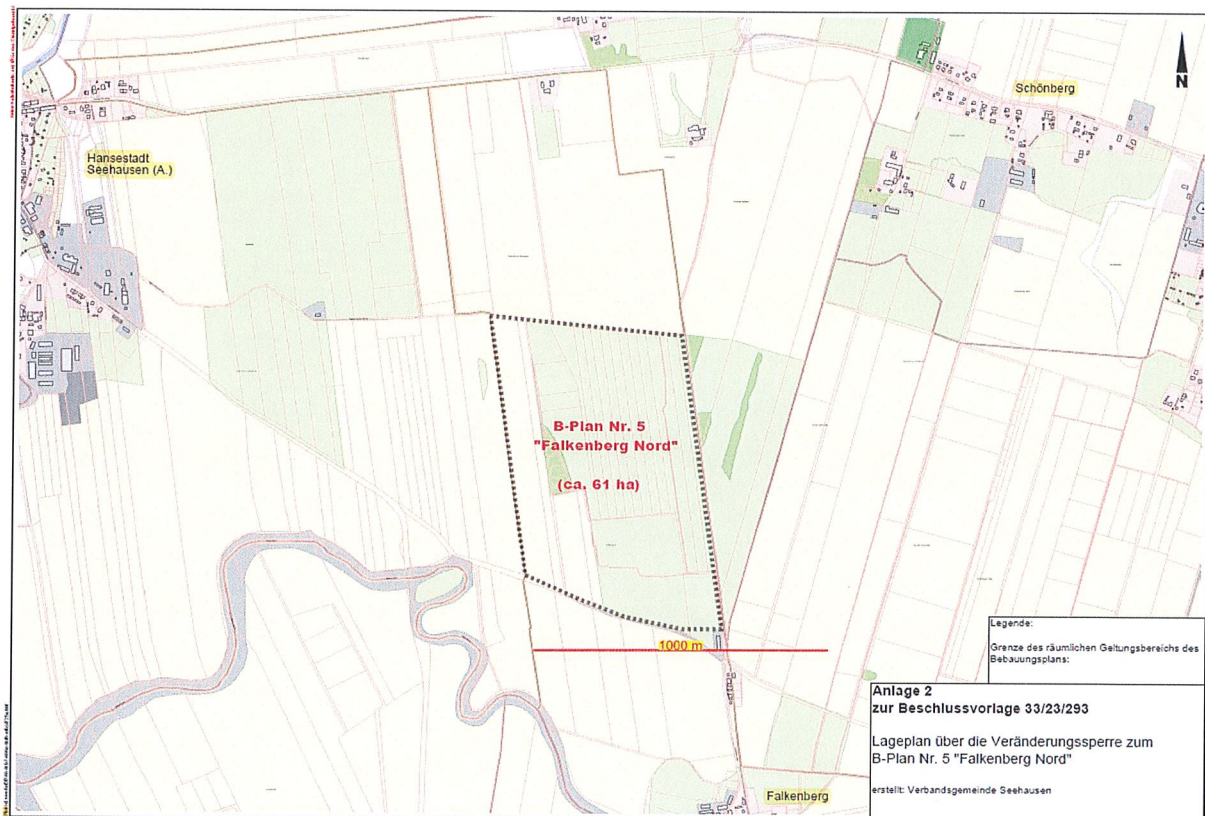 N
Schönberg
Hansestadt
Seehausen (A.)
B-Plan Nr. 5
"Falkenberg Nord"
(ca. 61 ha)
1000 m
Legende:
Grenze des räumlichen Geltungsbereichs des
Bebauungsplans:
Anlage 2
zur Beschlussvorlage 33/23/293
Lageplan über die Veränderungssperre zum
B-Plan Nr. 5 "Falkenberg Nord"
erstellt: Verbandsgemeinde Seehausen
Falkenberg